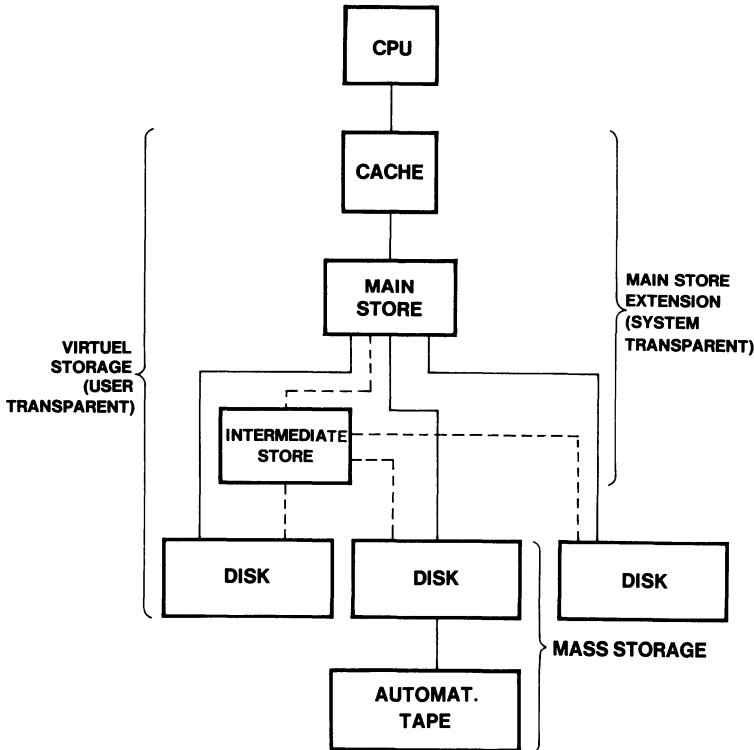 CPU
CACHE
MAIN
STORE
MAIN STORE
EXTENSION
(SYSTEM
TRANSPARENT)
VIRTUEL
STORAGE
(USER
TRANSPARENT)
INTERMEDIATE
STORE
DISK
DISK
DISK
MASS STORAGE
AUTOMAT.
TAPE